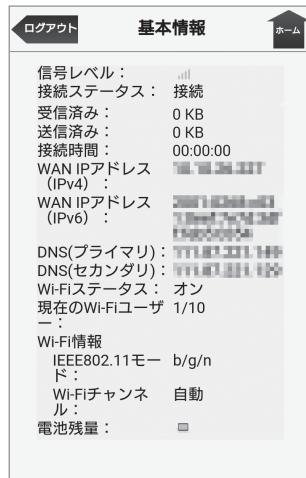 ログアウト
基本情報
ホーム
信号レベル：
接続ステータス： 接続
受信済み： 0 KB
送信済み： 0 KB
接続時間： 00:00:00
WAN IPアドレス
（IPv4）：
WAN IPアドレス
（IPv6）：
DNS(プライマリ)：
DNS(セカンダリ)：
Wi-Fiステータス： オン
現在のWi-Fiユーザ 1/10
ー：
Wi-Fi情報
IEEE802.11モー b/g/n
ド：
Wi-Fiチャンネ 自動
ル：
電池残量：